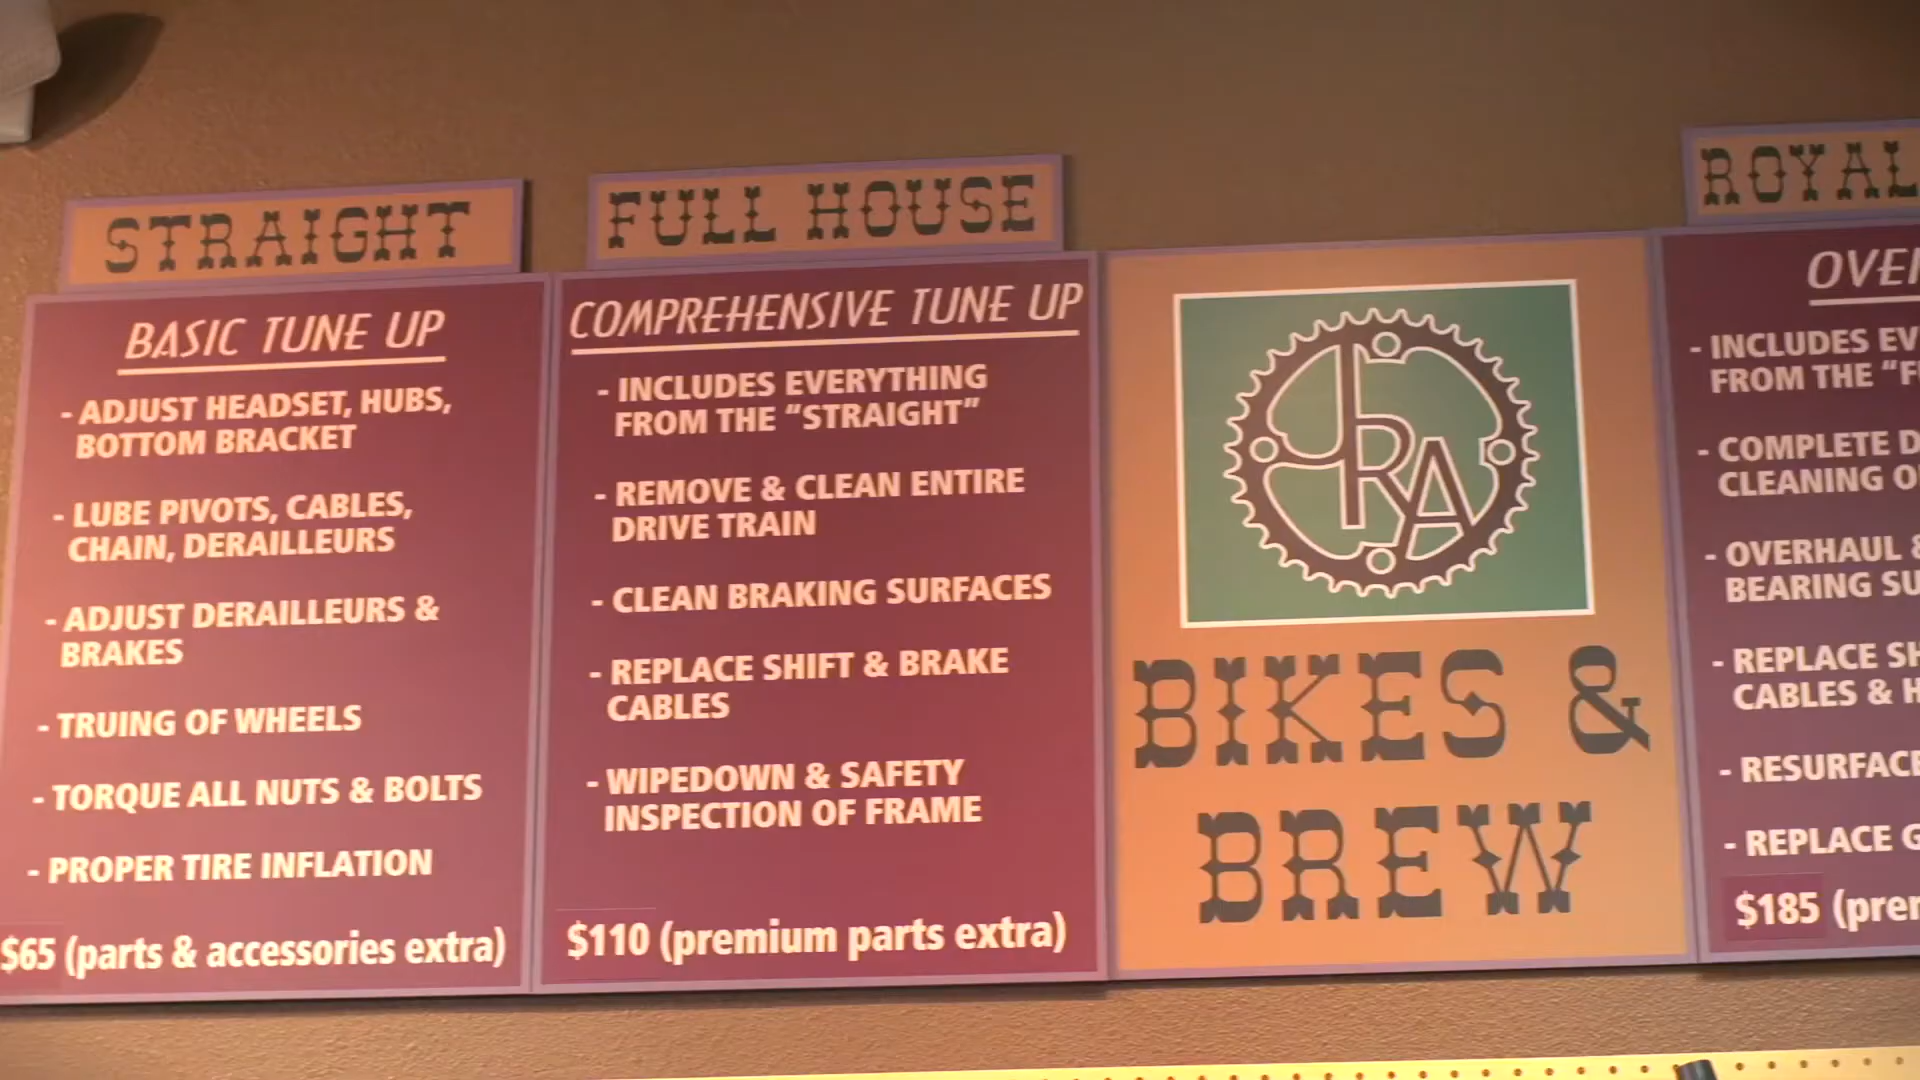 STRAIGHT
BASIC TUNE UP
- ADJUST HEADSET, HUBS,
BOTTOM BRACKET
- LUBE PIVOTS, CABLES,
CHAIN, DERAILLEURS
- ADJUST DERAILLEURS &
BRAKES
- TRUING OF WHEELS
- TORQUE ALL NUTS & BOLTS
- PROPER TIRE INFLATION
$65 (parts & accessories extra)
FULL HOUSE
COMPREHENSIVE TUNE UP
- INCLUDES EVERYTHING
FROM THE “STRAIGHT”
- REMOVE & CLEAN ENTIRE
DRIVE TRAIN
- CLEAN BRAKING SURFACES
- REPLACE SHIFT & BRAKE
CABLES
- WIPEDOWN & SAFETY
INSPECTION OF FRAME
$110 (premium parts extra)
JRA
BIKES &
BREW
ROYAL
- INCLUDES
FROM THE
- COMPLETE
CLEANING
- OVERHAUL
BEARING
- REPLACE
CABLES &
- REPLACE
$185